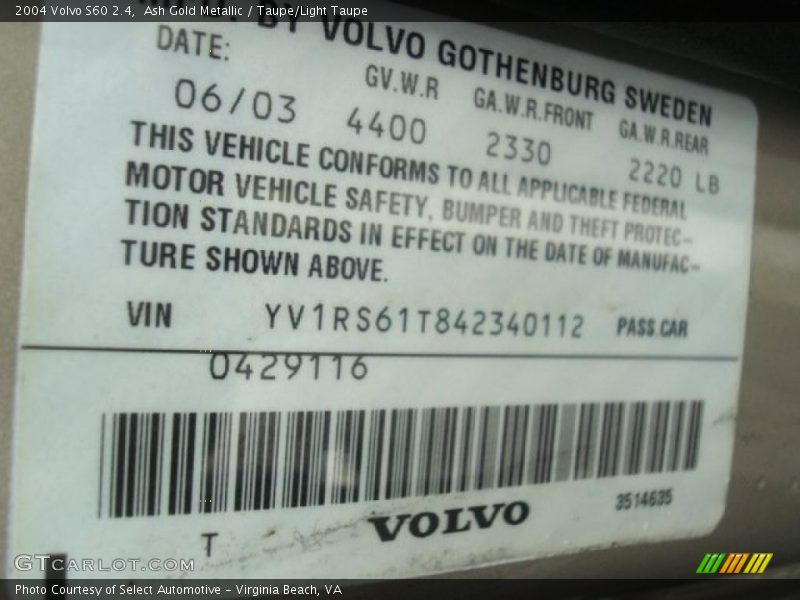 2004 Volvo S60 2.4,  Ash Gold Metallic / Taupe/Light Taupe
BY VOLVO GOTHENBURG SWEDEN
DATE: GV.W.R GA.W.R.FRONT GA.W.R.REAR
06/03 4400 2330 2220 LB
THIS VEHICLE CONFORMS TO ALL APPLICABLE FEDERAL
MOTOR VEHICLE SAFETY, BUMPER AND THEFT PROTEC-
TION STANDARDS IN EFFECT ON THE DATE OF MANUFAC-
TURE SHOWN ABOVE.
VIN YV1RS61T842340112 PASS CAR
0429116
T VOLVO 3514635
GTCARLOT.COM
Photo Courtesy of Select Automotive - Virginia Beach, VA